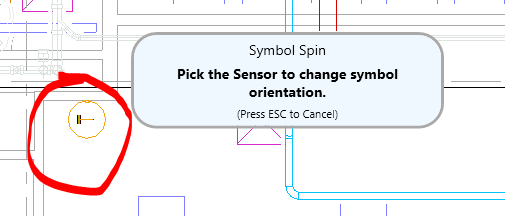 Symbol Spin
Pick the Sensor to change symbol
orientation.
(Press ESC to Cancel)